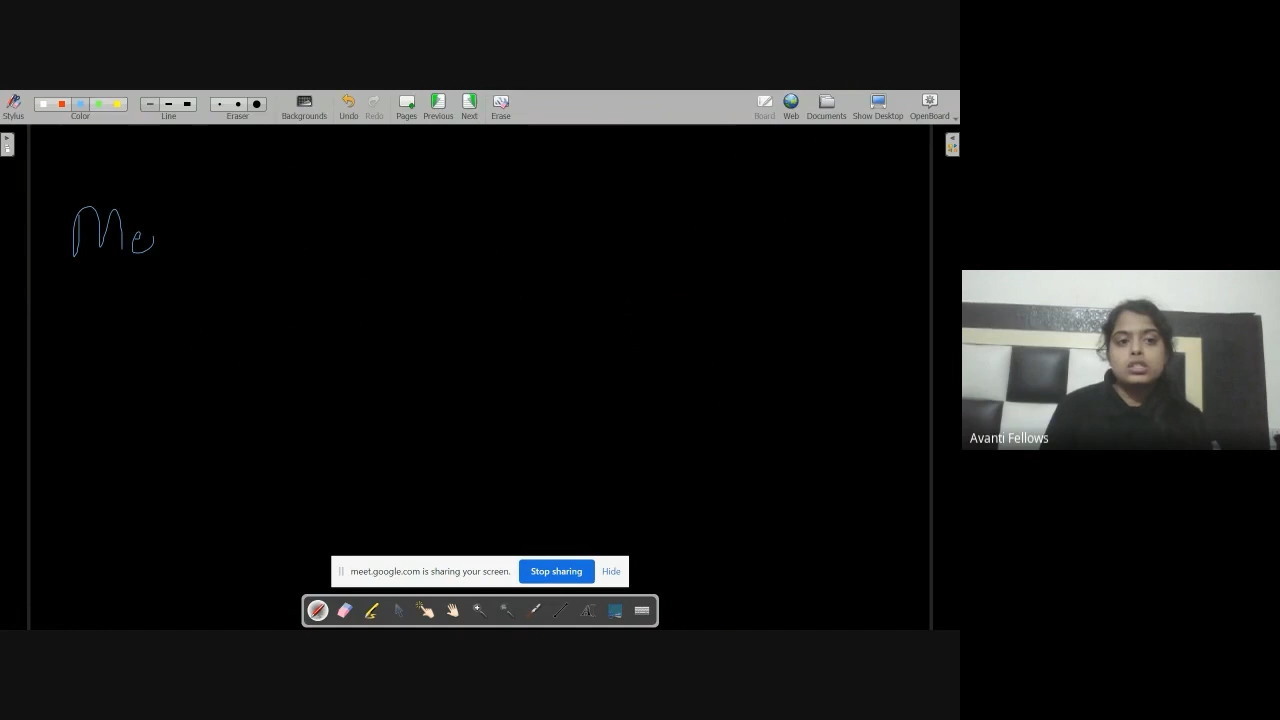 Stylus Color Line Eraser Backgrounds Undo Redo Pages Previous Next Erase Board Web Documents Show Desktop OpenBoard
Me
Avanti Fellows
meet.google.com is sharing your screen. Stop sharing Hide